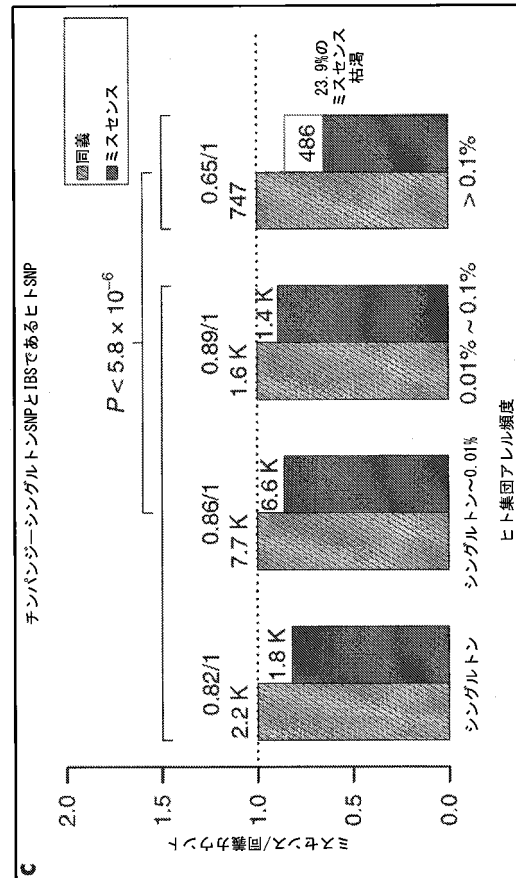 C
チンパンジーシングルトンSNPとIBSであるヒトSNP
同義
ミスセンス
P < 5.8 x 10⁻⁶
0.82/1
0.86/1
0.89/1
0.65/1
2.2 K
1.8 K
7.7 K
6.6 K
1.6 K
1.4 K
747
486
23.9%の
ミスセンス
枯渇
ミスセンス/同義カウント
2.0
1.5
1.0
0.5
0.0
シングルトン
シングルトン~0.01%
0.01% ~ 0.1%
> 0.1%
ヒト集団アレル頻度